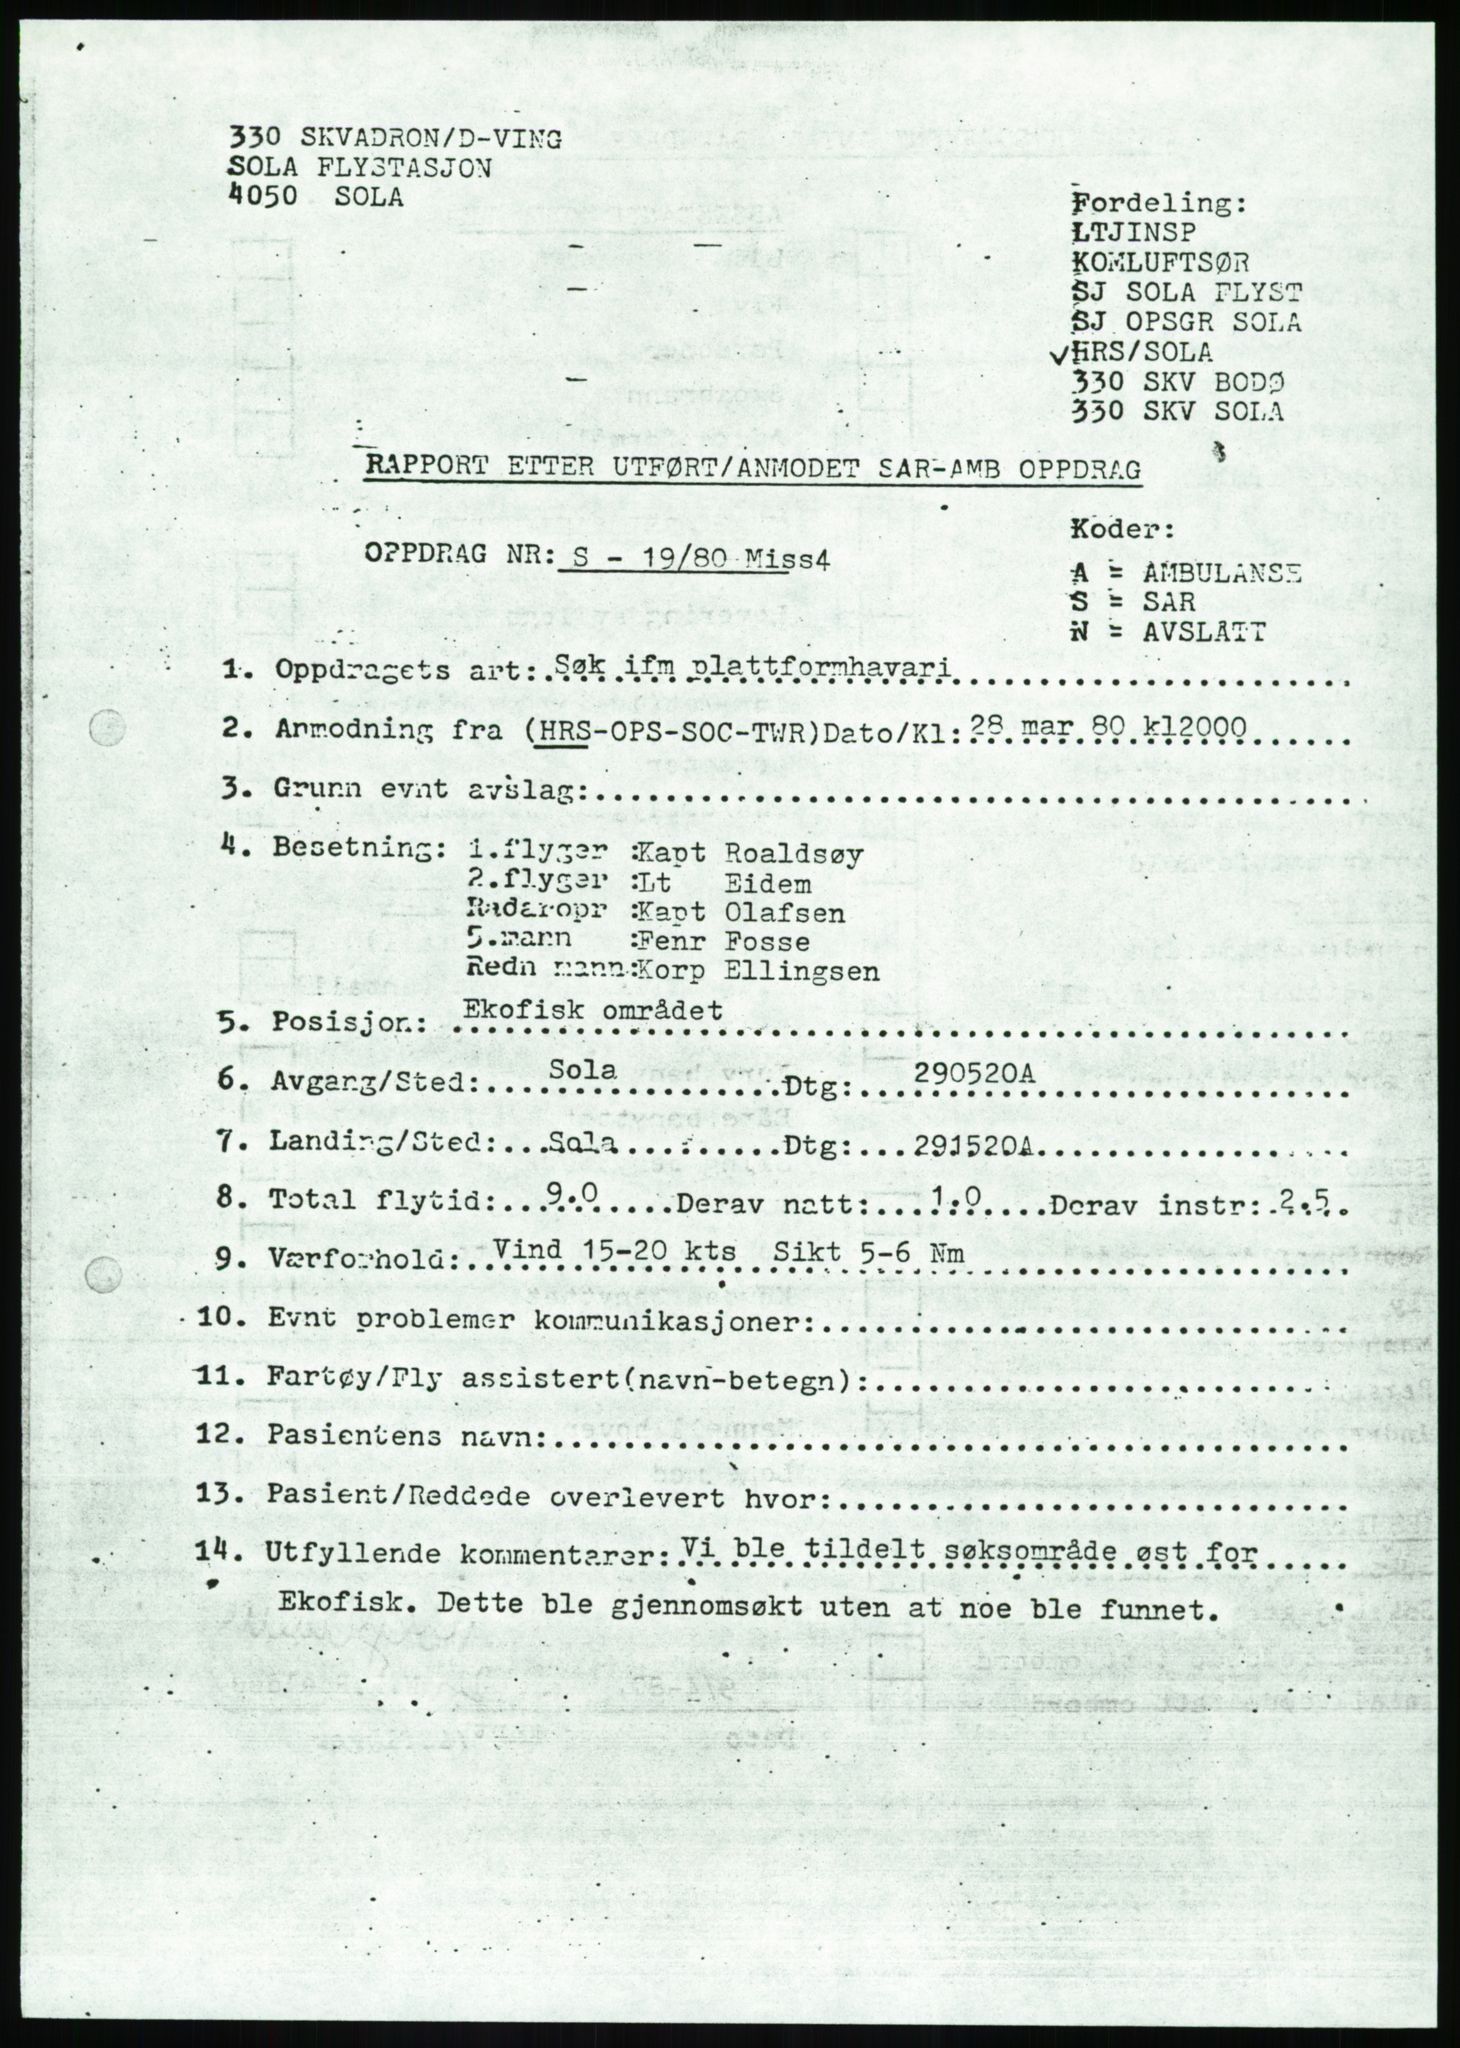 330 SKVADRON/D-VING
SOLA FLYSTASJON
4050 SOLA
Fordeling:
LTJINSP
KOMLUFTSØR
SJ SOLA FLYST
SJ OPSGR SOLA
✓HRS/SOLA
330 SKV BODØ
330 SKV SOLA
RAPPORT ETTER UTFØRT/ANMODET SAR-AMB OPPDRAG
OPPDRAG NR: S - 19/80 Miss4
Koder:
A = AMBULANSE
S = SAR
N = AVSLÅTT
1. Oppdragets art: Søk ifm plattformhavari
2. Anmodning fra (HRS-OPS-SOC-TWR)Dato/Kl: 28 mar 80 kl2000
3. Grunn evnt avslag:
4. Besetning: 1.flyger :Kapt Roaldsøy
2.flyger :Lt Eidem
Radaropr :Kapt Olafsen
5.mann :Fenr Fosse
Redn mann:Korp Ellingsen
5. Posisjon: Ekofisk området
6. Avgang/Sted: Sola Dtg: 290520A
7. Landing/Sted: Sola Dtg: 291520A
8. Total flytid: 9.0 Derav natt: 1.0 Derav instr: 2.5
9. Værforhold: Vind 15-20 kts Sikt 5-6 Nm
10. Evnt problemer kommunikasjoner:
11. Fartøy/Fly assistert(navn-betegn):
12. Pasientens navn:
13. Pasient/Reddede overlevert hvor:
14. Utfyllende kommentarer: Vi ble tildelt søksområde øst for
Ekofisk. Dette ble gjennomsøkt uten at noe ble funnet.